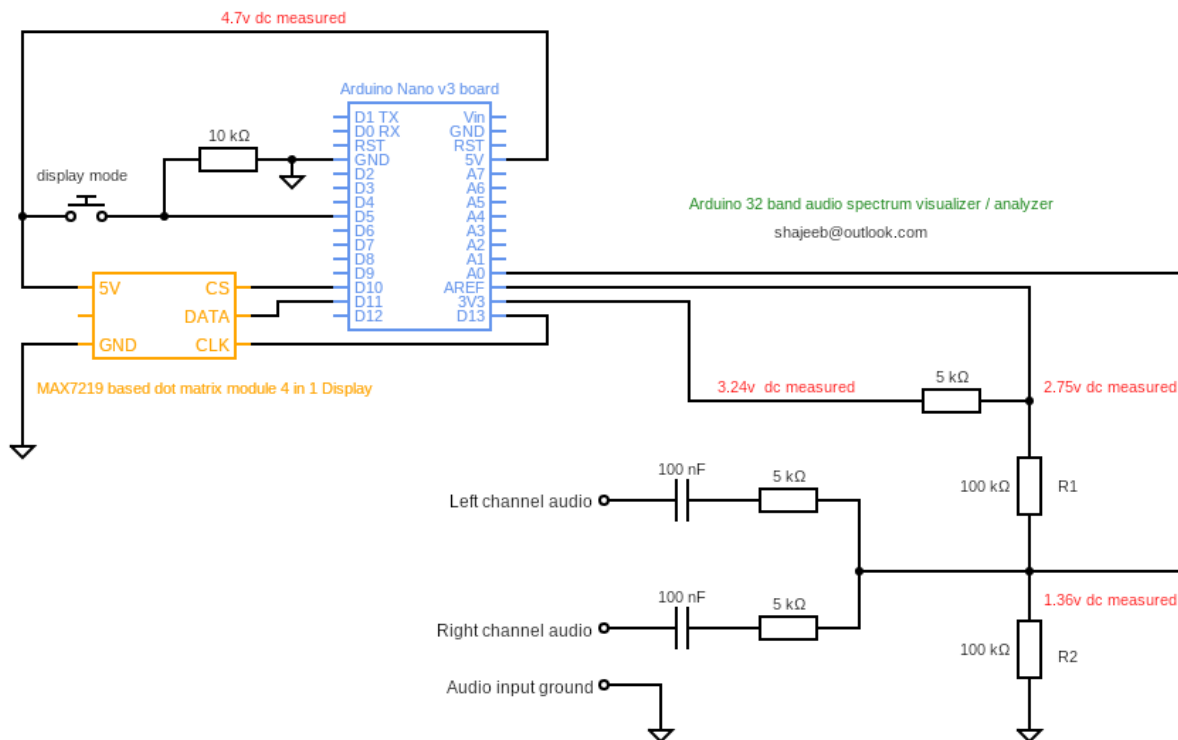 4.7v dc measured
Arduino Nano v3 board
D1 TX
D0 RX
RST
GND
D2
D3
D4
D5
D6
D7
D8
D9
D10
D11
D12
Vin
GND
RST
5V
A7
A6
A5
A4
A3
A2
A1
A0
AREF
3V3
D13
10 kΩ
display mode
Arduino 32 band audio spectrum visualizer / analyzer
shajeeb@outlook.com
5V
GND
CS
DATA
CLK
MAX7219 based dot matrix module 4 in 1 Display
3.24v dc measured
5 kΩ
2.75v dc measured
100 nF
5 kΩ
Left channel audio
100 kΩ
R1
100 nF
5 kΩ
Right channel audio
1.36v dc measured
100 kΩ
R2
Audio input ground